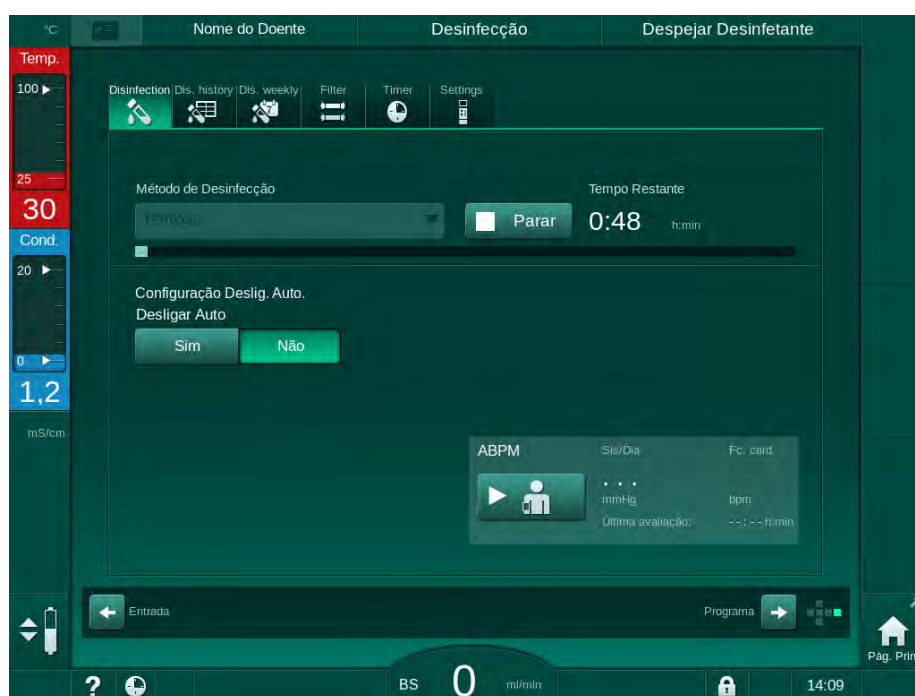 °C
Nome do Doente
Desinfecção
Despejar Desinfetante
Temp.
100
25
30
Cond.
20
0
1,2
mS/cm
Disinfection
Dis. history
Dis. weekly
Filter
Timer
Settings
Método de Desinfecção
Tempo Restante
Parar
0:48 h:min
Configuração Deslig. Auto.
Desligar Auto
Sim
Não
ABPM
Sis/Dia
Fc. card.
. . .
mmHg
bpm
Última avaliação:
--:-- h:min
Entrada
Programa
Pág. Prin
?
BS
0
ml/min
14:09